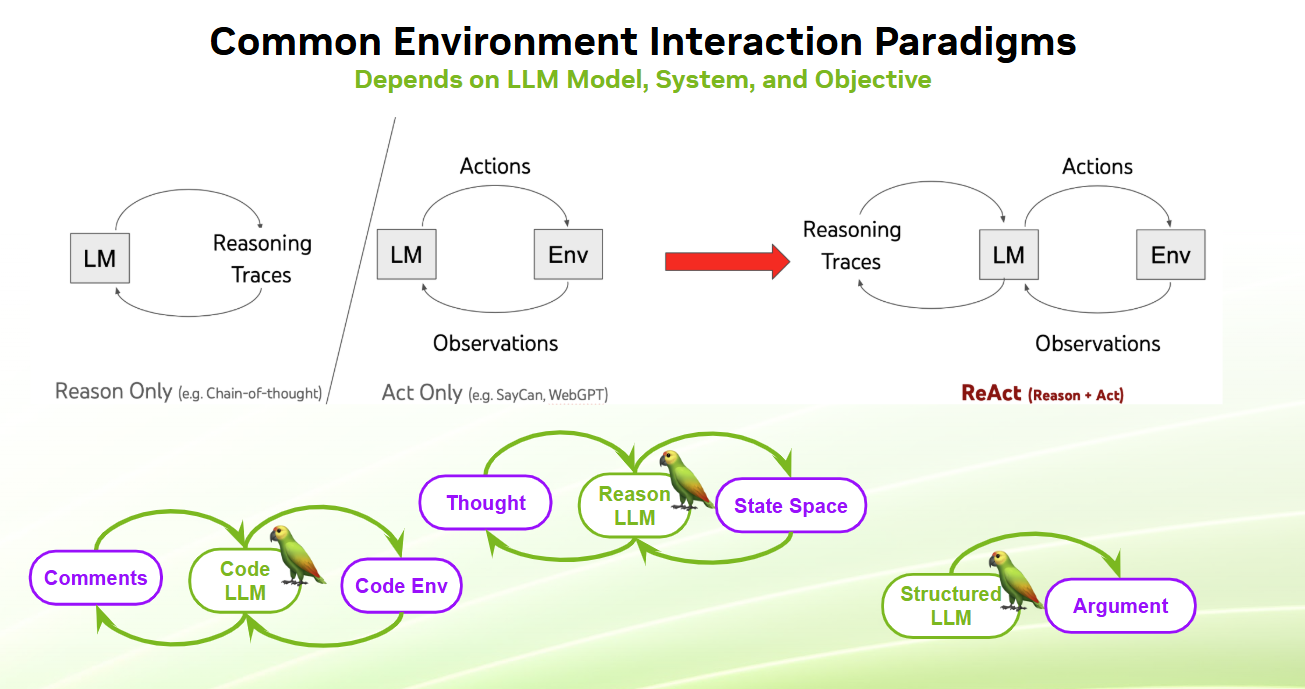 Common Environment Interaction Paradigms
Depends on LLM Model, System, and Objective
LM
Reasoning
Traces
Reason Only (e.g. Chain-of-thought)
Actions
LM
Env
Observations
Act Only (e.g. SayCan, WebGPT)
Reasoning
Traces
Actions
LM
Env
Observations
ReAct (Reason + Act)
Comments
Code
LLM
Code Env
Thought
Reason
LLM
State Space
Structured
LLM
Argument